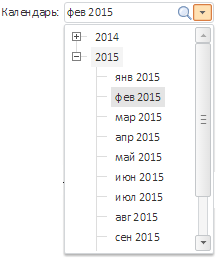 Календарь: фев 2015
2014
2015
янв 2015
фев 2015
мар 2015
апр 2015
май 2015
июн 2015
июл 2015
авг 2015
сен 2015